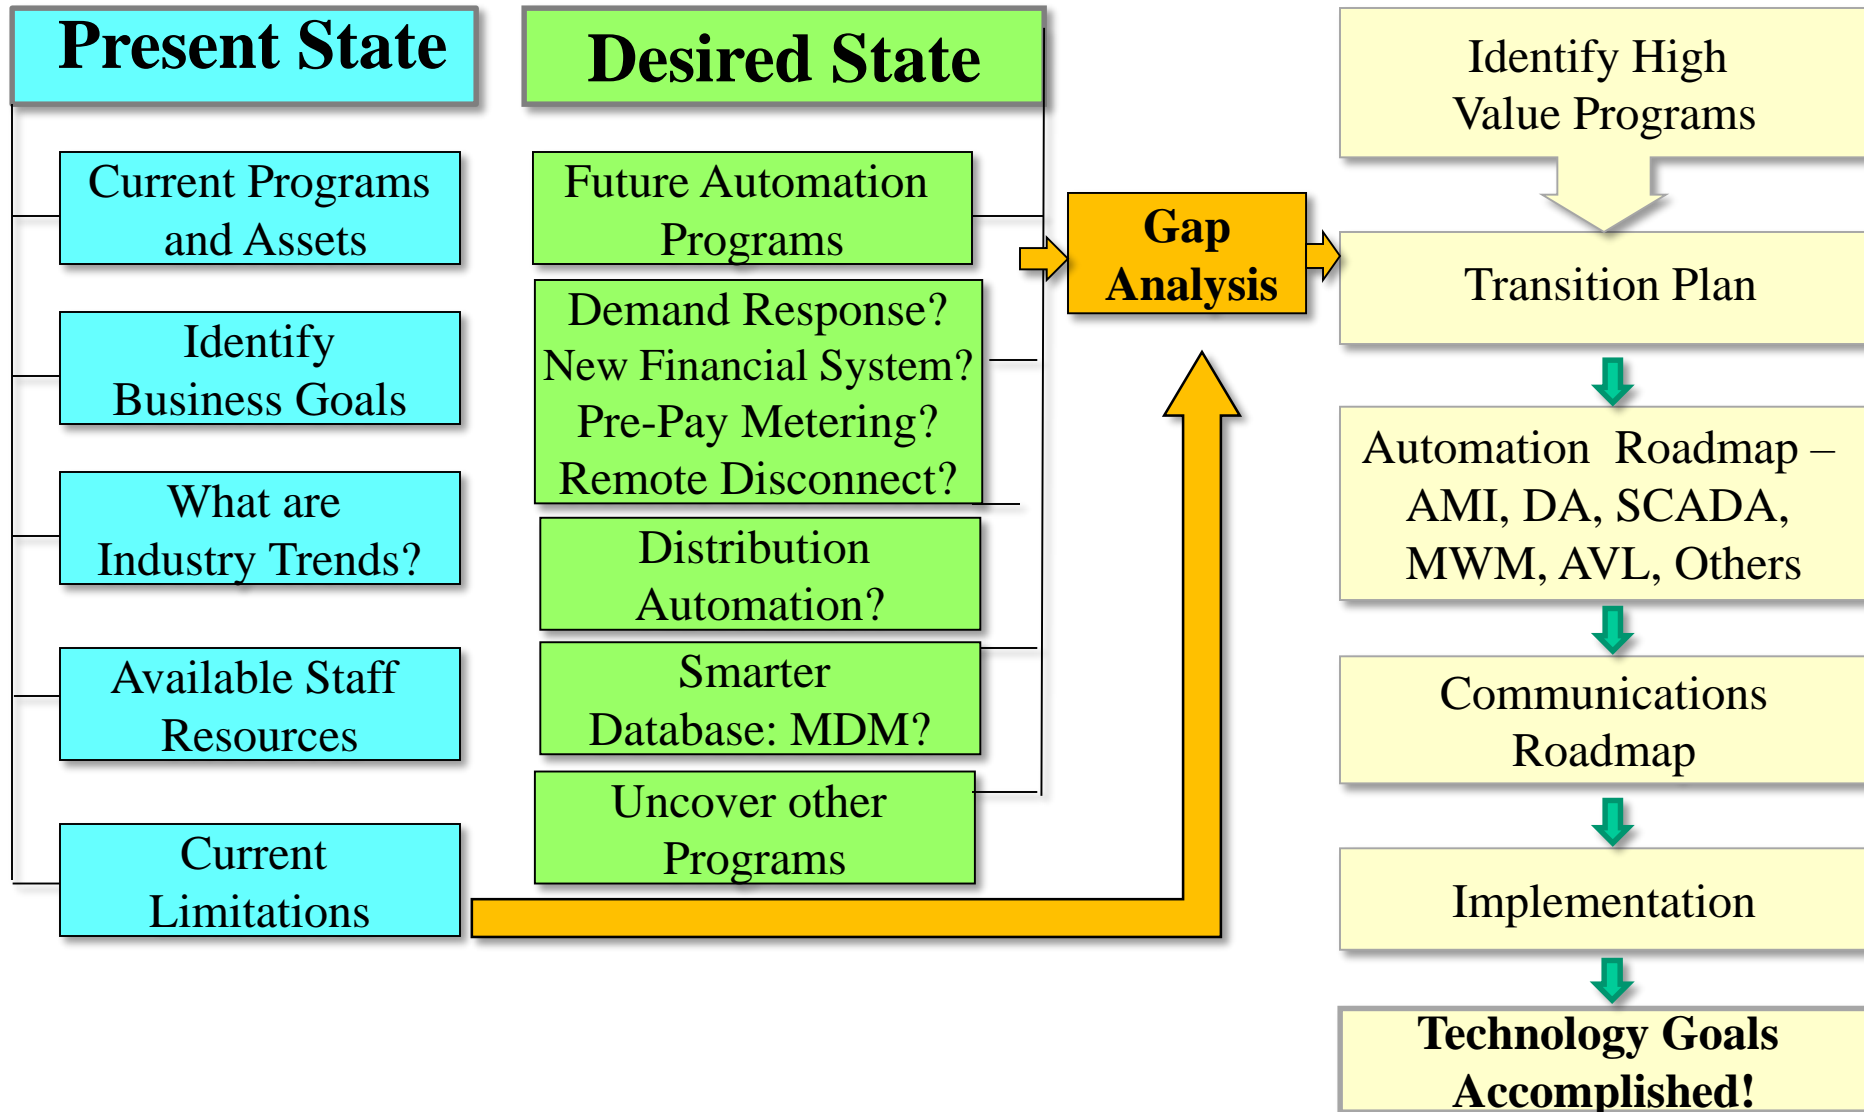 Present State
Current Programs
and Assets
Identify
Business Goals
What are
Industry Trends?
Available Staff
Resources
Current
Limitations
Desired State
Future Automation
Programs
Demand Response?
New Financial System?
Pre-Pay Metering?
Remote Disconnect?
Distribution
Automation?
Smarter
Database: MDM?
Uncover other
Programs
Gap
Analysis
Identify High
Value Programs
Transition Plan
Automation Roadmap –
AMI, DA, SCADA,
MWM, AVL, Others
Communications
Roadmap
Implementation
Technology Goals
Accomplished!